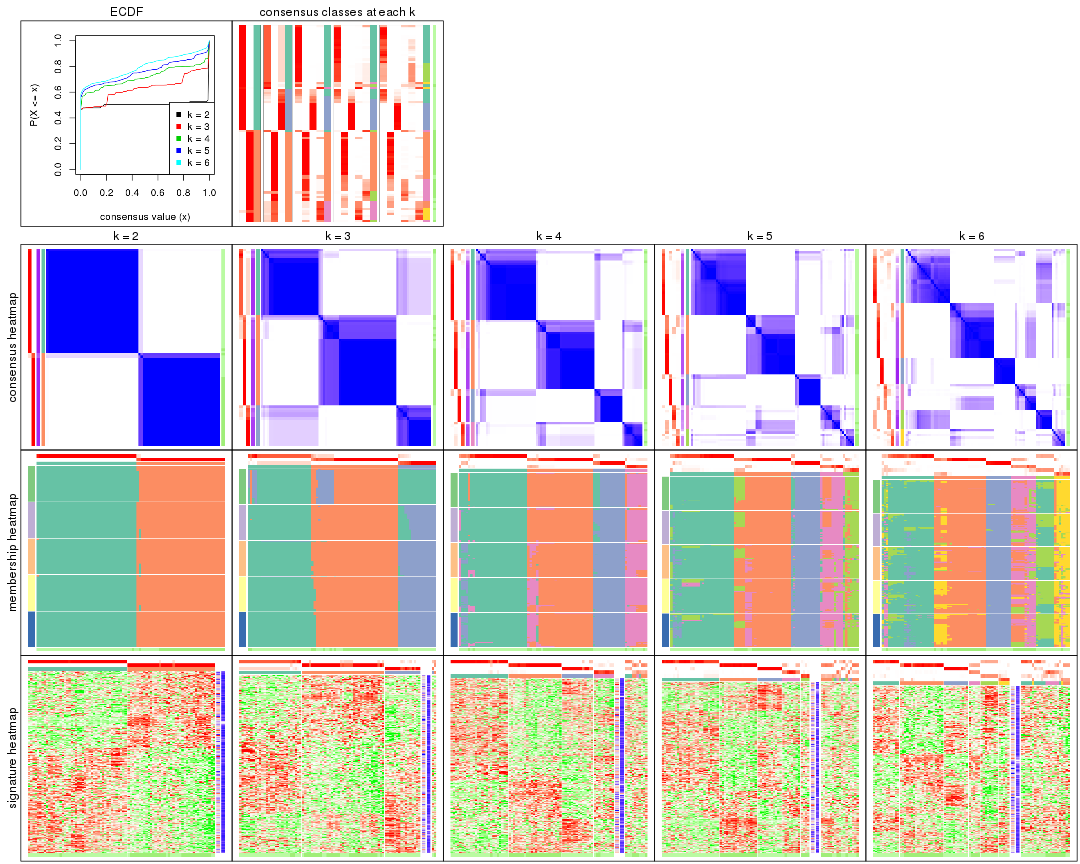 ECDF
consensus classes at each k
P(X <= x)
0.0 0.2 0.4 0.6 0.8 1.0
k = 2
k = 3
k = 4
k = 5
k = 6
0.0 0.2 0.4 0.6 0.8 1.0
consensus value (x)
k = 2 k = 3 k = 4 k = 5 k = 6
consensus heatmap
membership heatmap
signature heatmap